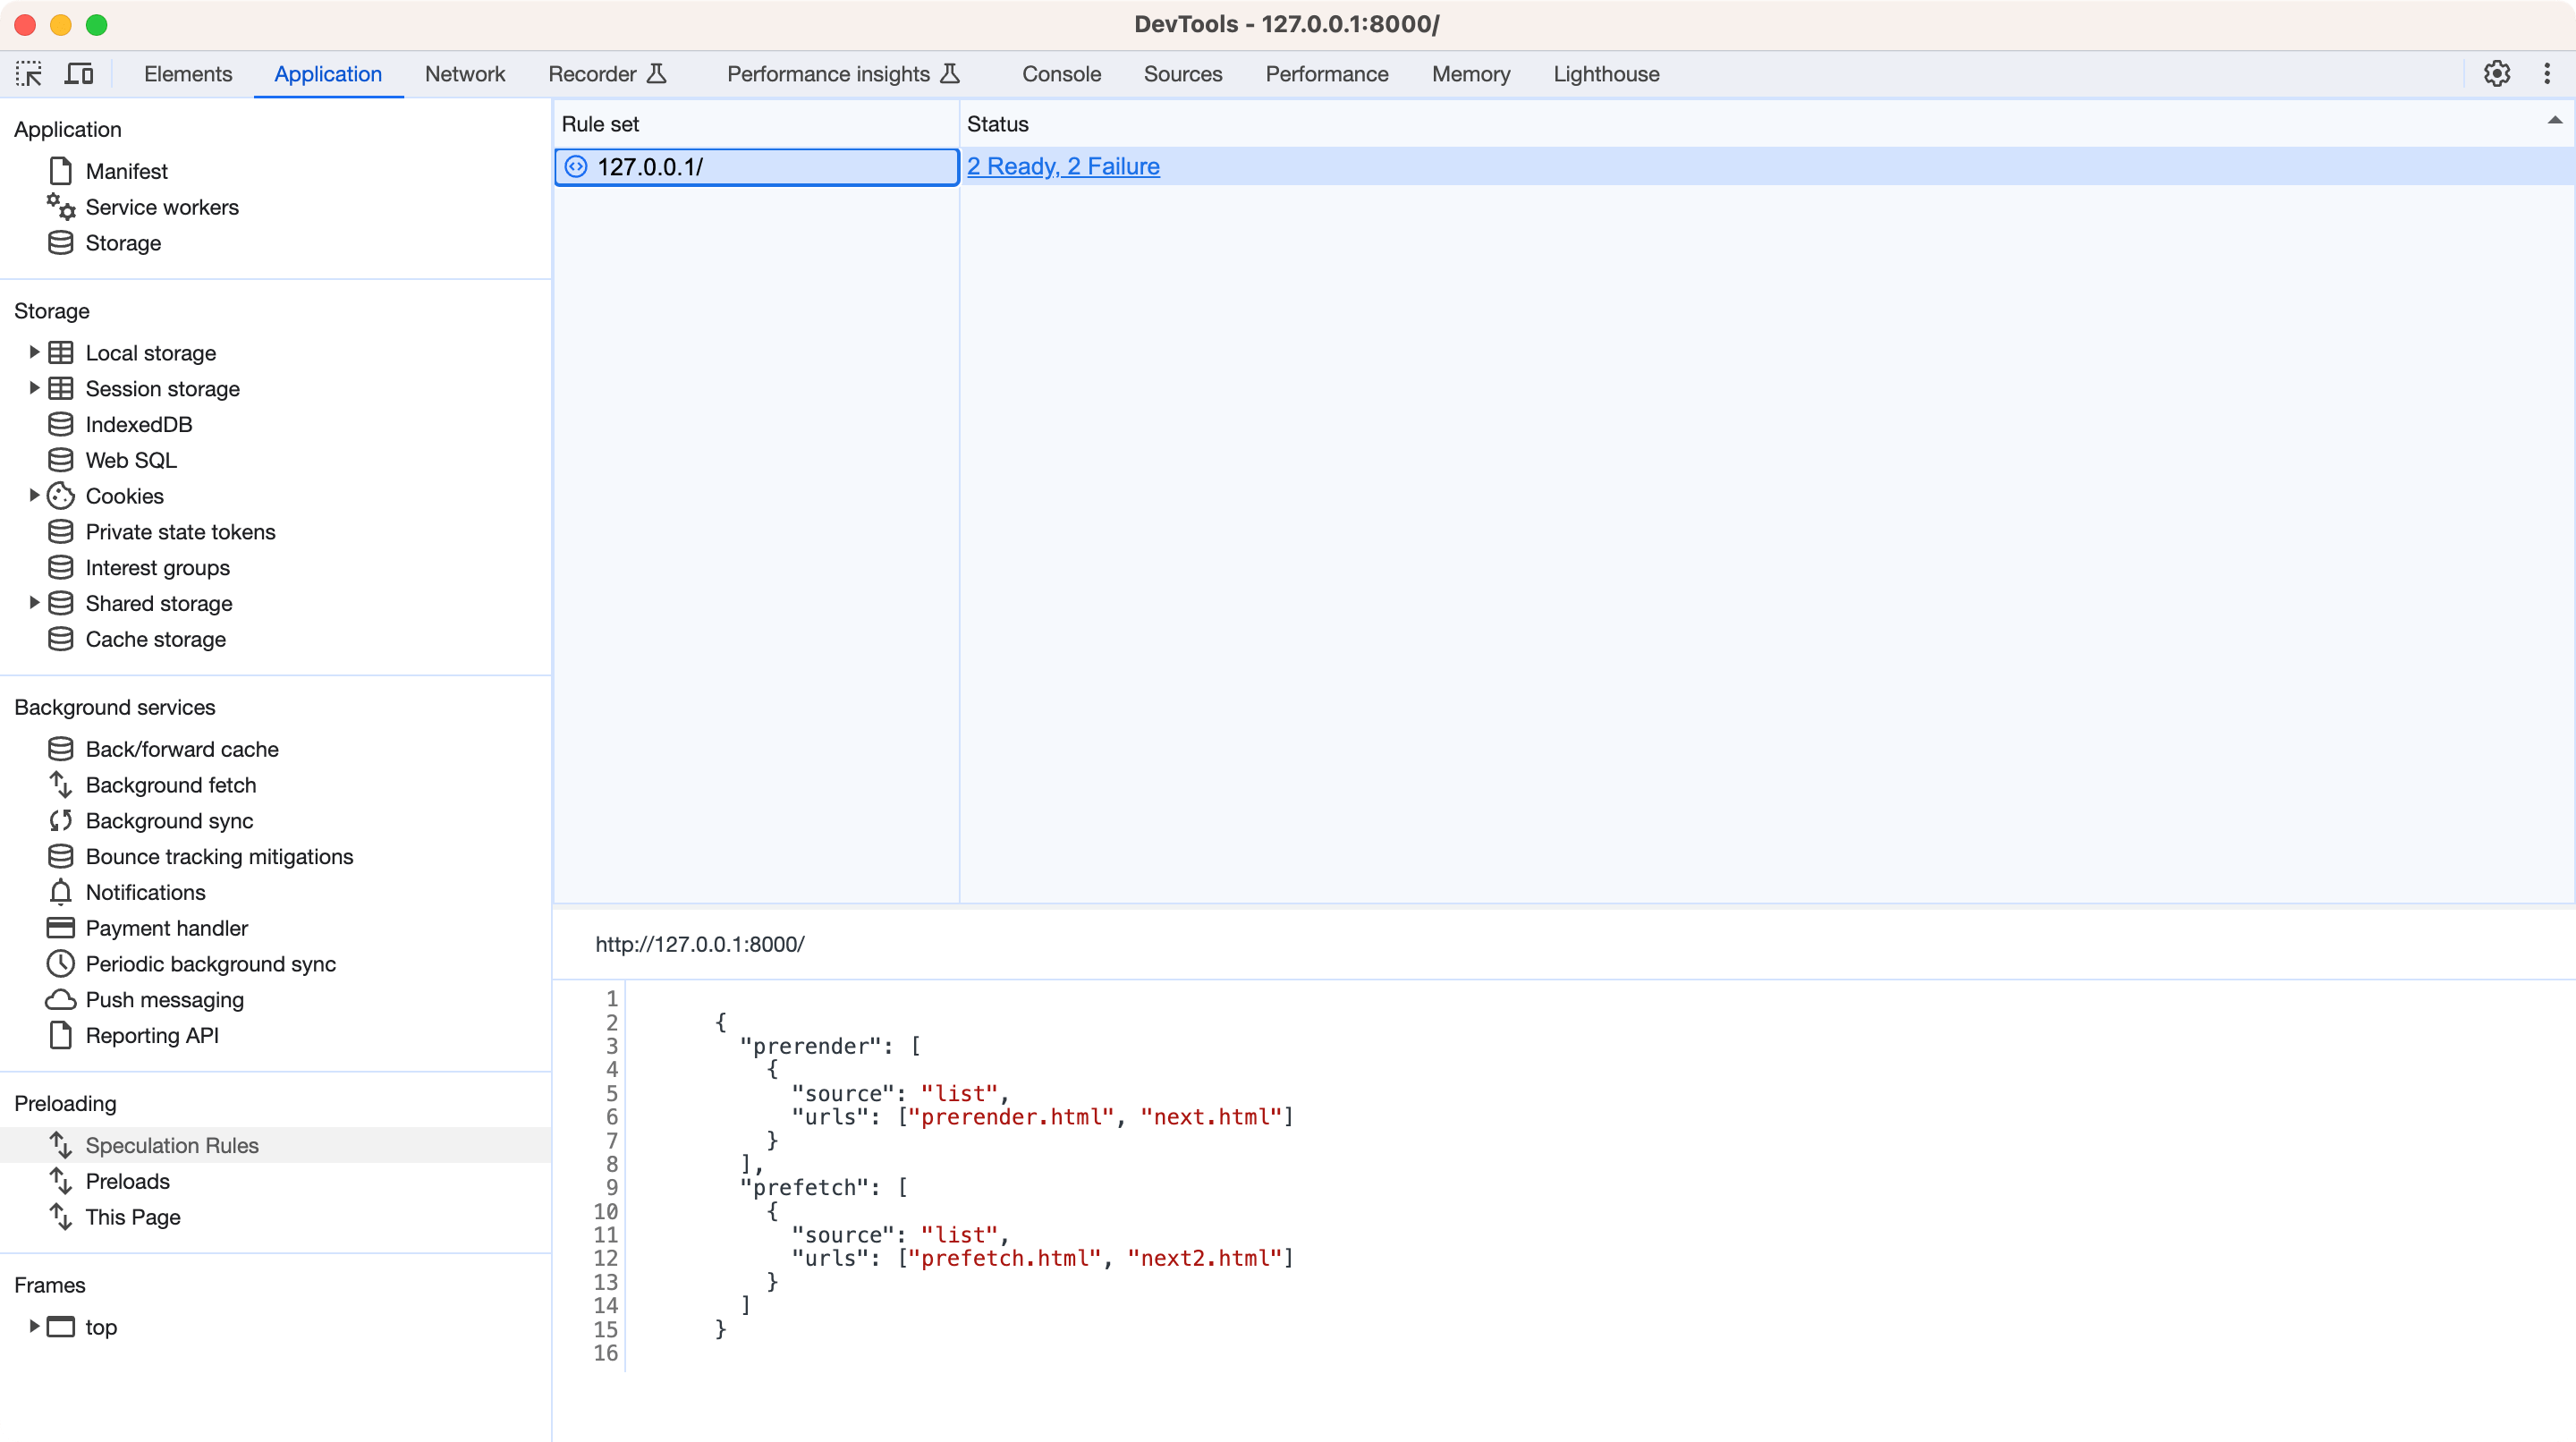 DevTools - 127.0.0.1:8000/
Elements Application Network Recorder Performance insights Console Sources Performance Memory Lighthouse
Application
Manifest
Service workers
Storage
Storage
Local storage
Session storage
IndexedDB
Web SQL
Cookies
Private state tokens
Interest groups
Shared storage
Cache storage
Background services
Back/forward cache
Background fetch
Background sync
Bounce tracking mitigations
Notifications
Payment handler
Periodic background sync
Push messaging
Reporting API
Preloading
Speculation Rules
Preloads
This Page
Frames
top
Rule set Status
127.0.0.1/ 2 Ready, 2 Failure
http://127.0.0.1:8000/
1
2 {
3 "prerender": [
4 {
5 "source": "list",
6 "urls": ["prerender.html", "next.html"]
7 }
8 ],
9 "prefetch": [
10 {
11 "source": "list",
12 "urls": ["prefetch.html", "next2.html"]
13 }
14 ]
15 }
16